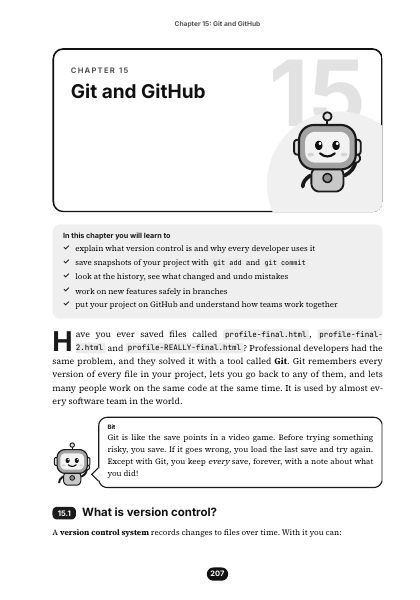 Chapter 15: Git and GitHub
CHAPTER 15
15
Git and GitHub
In this chapter you will learn to
✓ explain what version control is and why every developer uses it
✓ save snapshots of your project with git add and git commit
✓ look at the history, see what changed and undo mistakes
✓ work on new features safely in branches
✓ put your project on GitHub and understand how teams work together
Have you ever saved files called profile-final.html, profile-final-
2.html and profile-REALLY-final.html? Professional developers had the
same problem, and they solved it with a tool called Git. Git remembers every
version of every file in your project, lets you go back to any of them, and lets
many people work on the same code at the same time. It is used by almost ev-
ery software team in the world.
Bit
Git is like the save points in a video game. Before trying something
risky, you save. If it goes wrong, you load the last save and try again.
Except with Git, you keep every save, forever, with a note about what
you did!
15.1 What is version control?
A version control system records changes to files over time. With it you can:
207